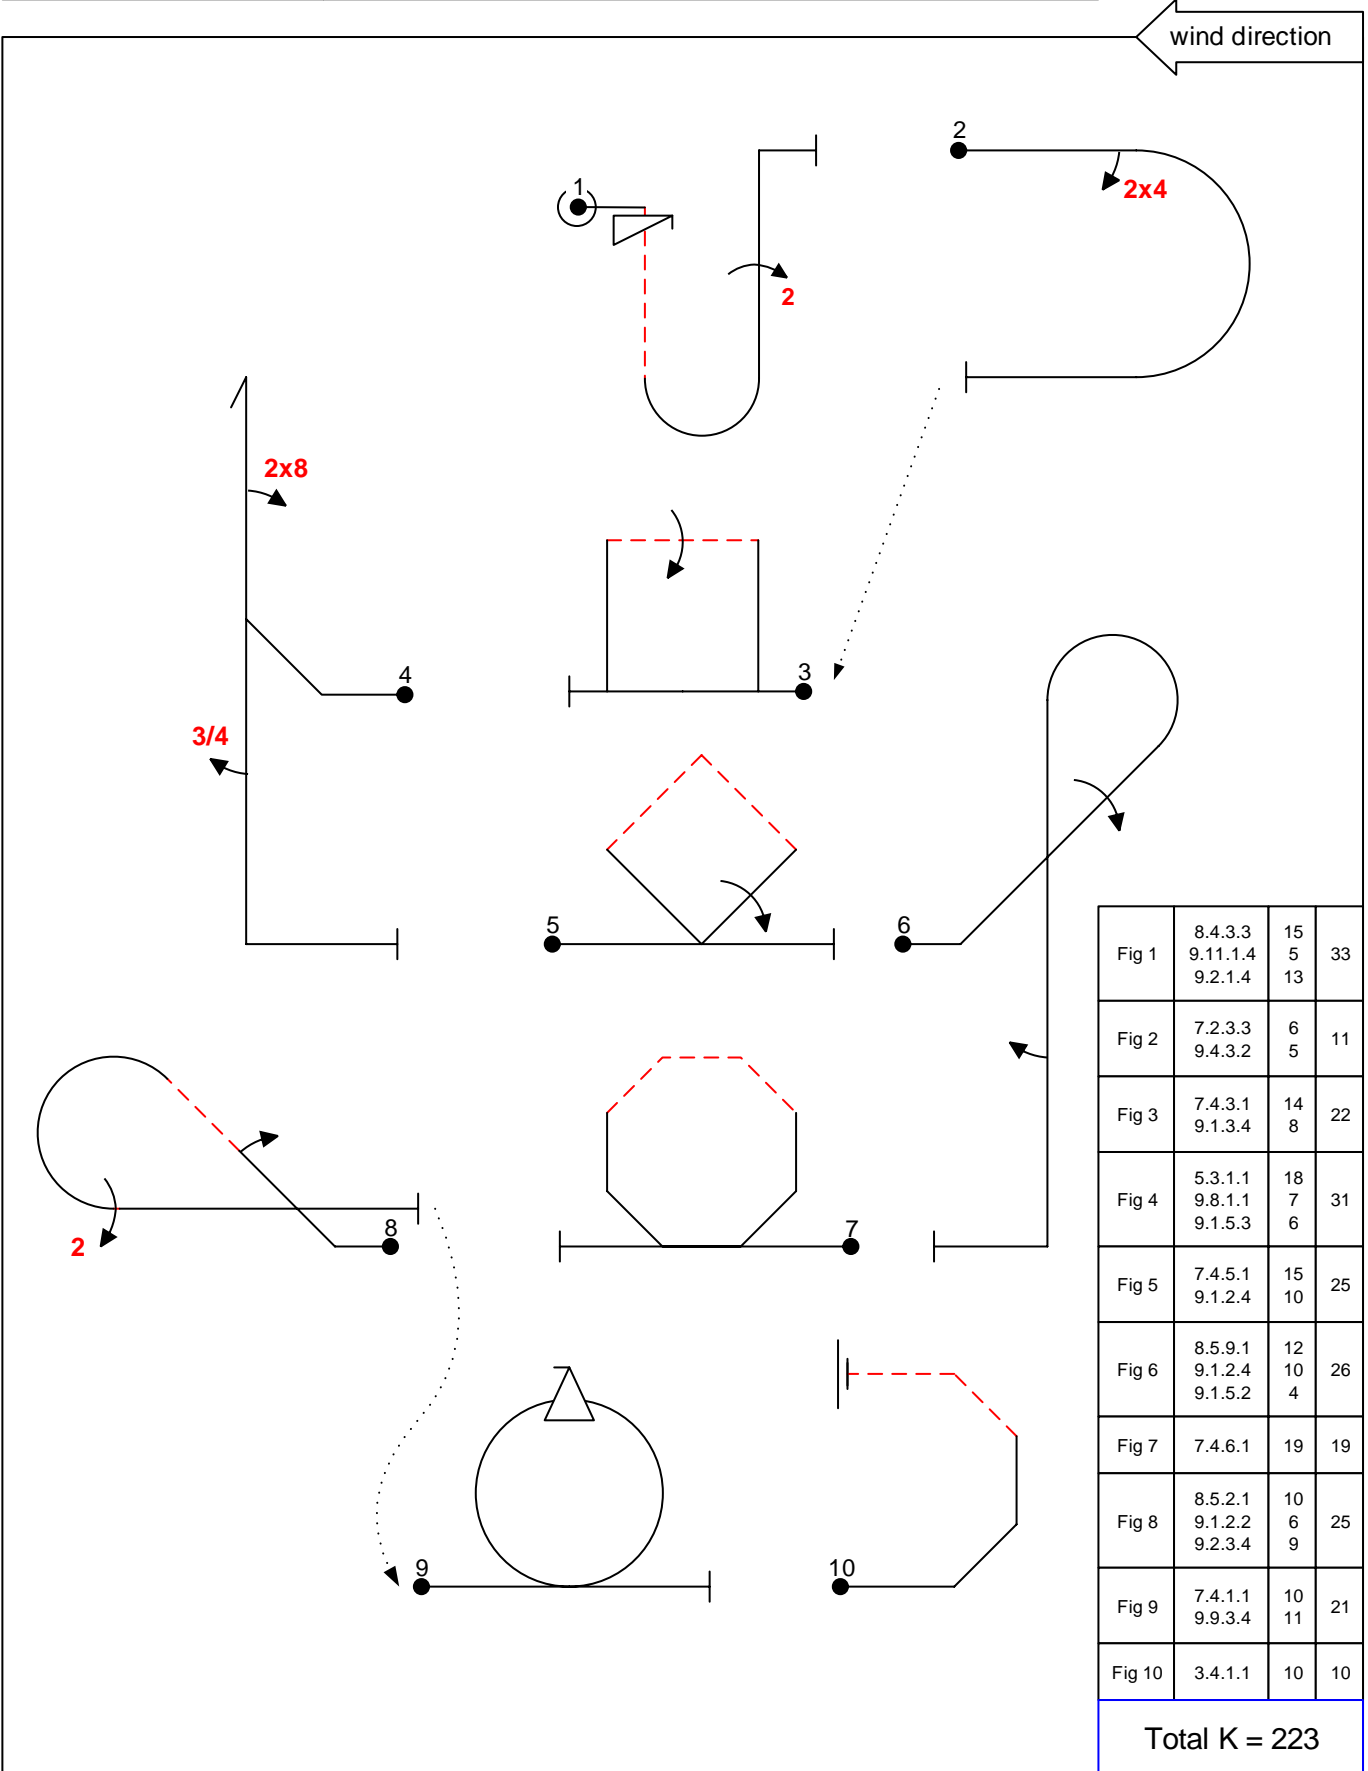 wind direction
1
2
2x4
2
2x8
4
3
3/4
5
6
8
2
7
9
10
Fig 1 8.4.3.3 15 33
9.11.1.4 5
9.2.1.4 13
Fig 2 7.2.3.3 6 11
9.4.3.2 5
Fig 3 7.4.3.1 14 22
9.1.3.4 8
Fig 4 5.3.1.1 18 31
9.8.1.1 7
9.1.5.3 6
Fig 5 7.4.5.1 15 25
9.1.2.4 10
Fig 6 8.5.9.1 12 26
9.1.2.4 10
9.1.5.2 4
Fig 7 7.4.6.1 19 19
Fig 8 8.5.2.1 10 25
9.1.2.2 6
9.2.3.4 9
Fig 9 7.4.1.1 10 21
9.9.3.4 11
Fig 10 3.4.1.1 10 10
Total K = 223